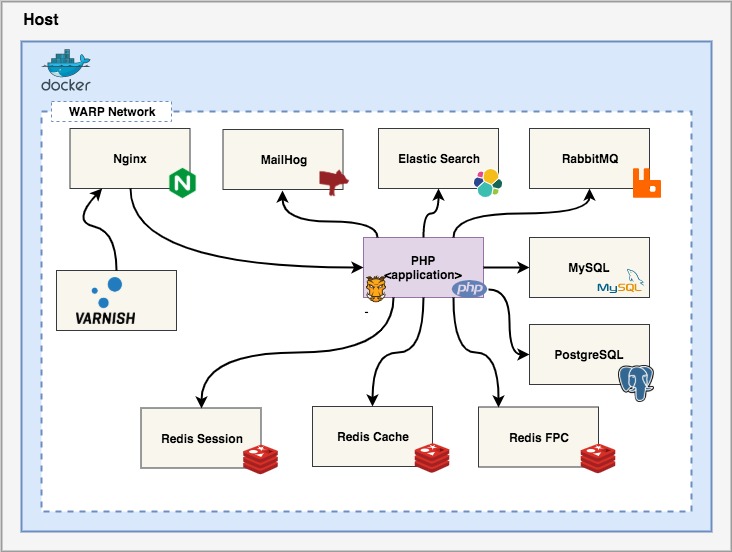 Host
docker
WARP Network
Nginx
MailHog
Elastic Search
RabbitMQ
PHP
<application>
php
-
MySQL
MySQL
VARNISH
PostgreSQL
Redis Session
Redis Cache
Redis FPC